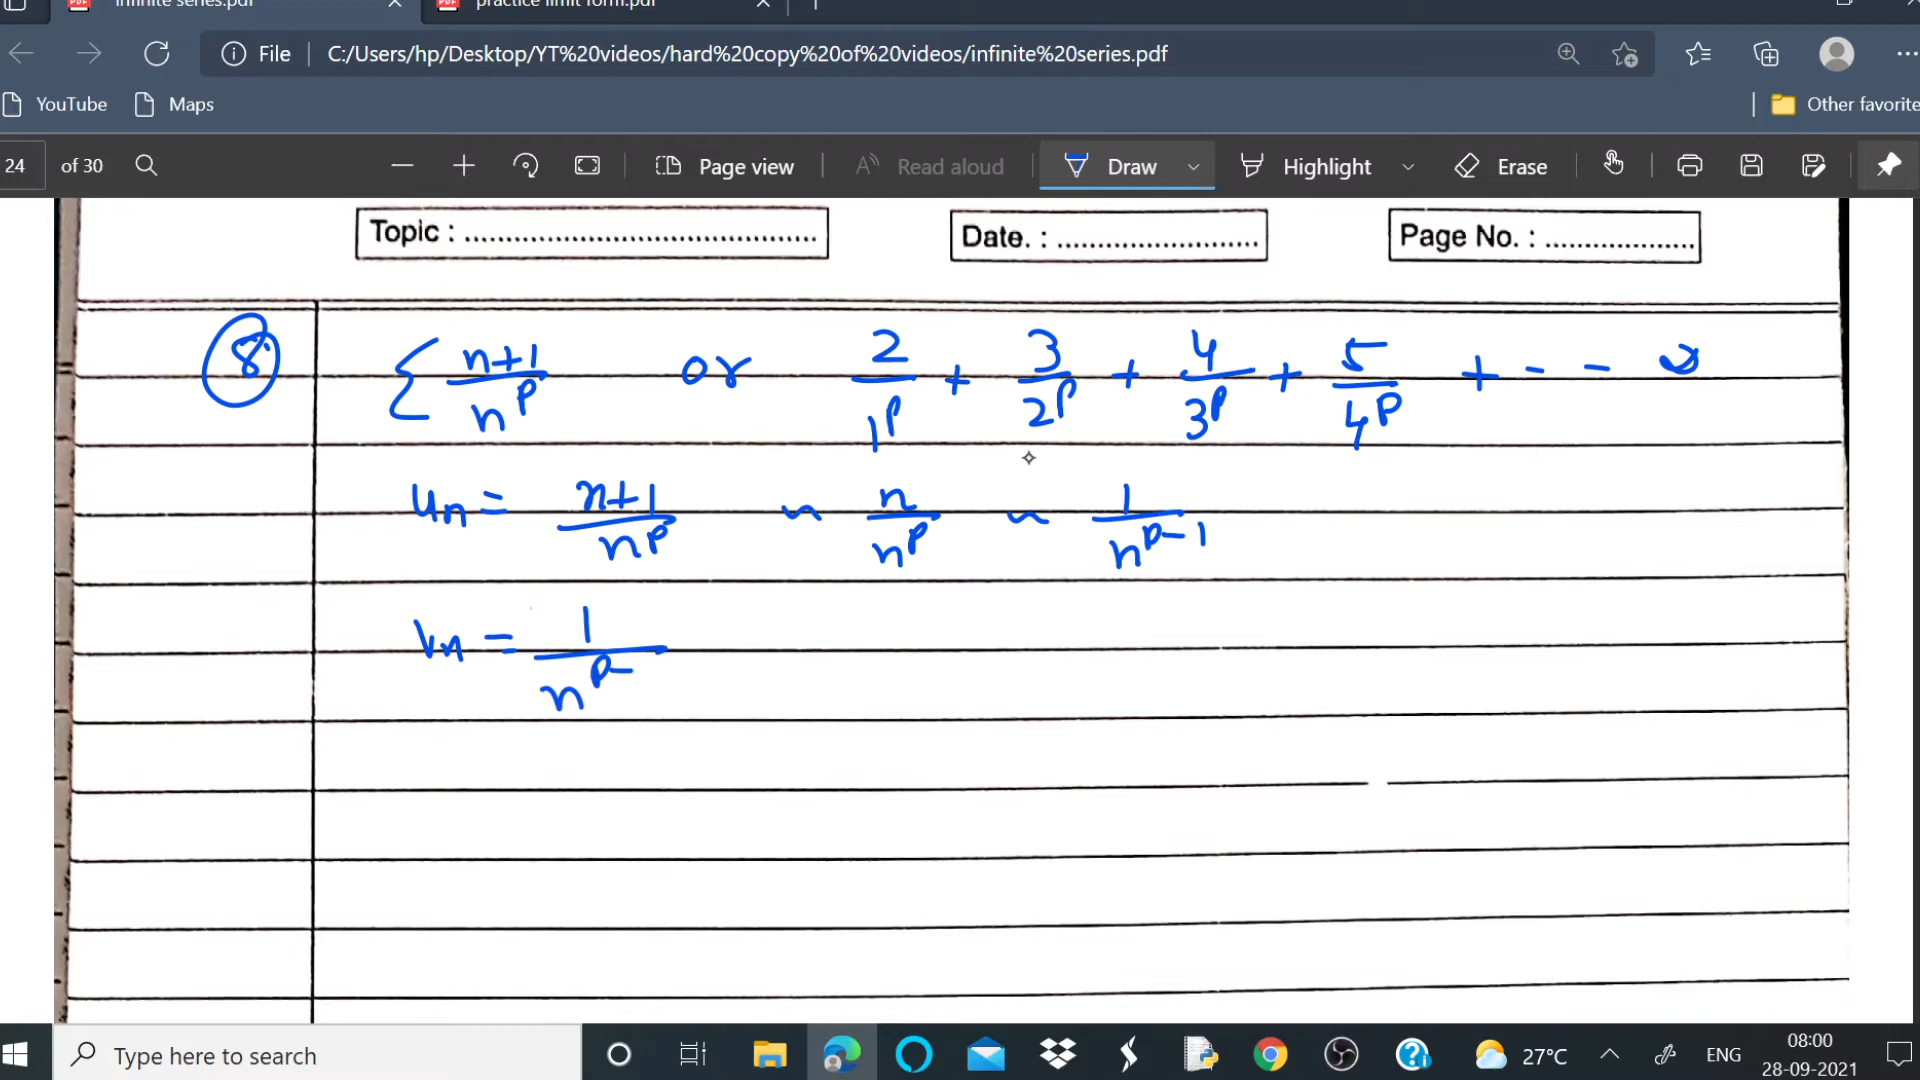 infinite series.pdf
practice limit form.pdf
File C:/Users/hp/Desktop/YT%20videos/hard%20copy%20of%20videos/infinite%20series.pdf
YouTube Maps Other favorite
24 of 30 Page view Read aloud Draw Highlight Erase
Topic : ........................................ Date. : ....................... Page No. : .................
8. Σ (n+1)/n^p or 2/1^p + 3/2^p + 4/3^p + 5/4^p + - - ∞
un = (n+1)/n^p ~ n/n^p ~ 1/n^(p-1)
vn = 1/n^(p-
Type here to search 27°C ENG 08:00
28-09-2021